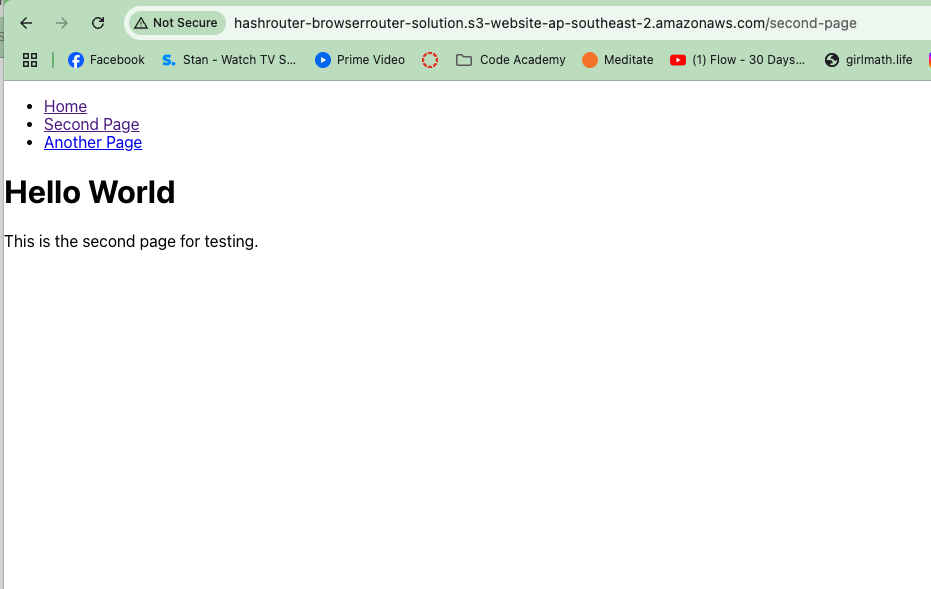 Not Secure hashrouter-browserrouter-solution.s3-website-ap-southeast-2.amazonaws.com/second-page
Facebook S. Stan - Watch TV S... Prime Video Code Academy Meditate (1) Flow - 30 Days... girlmath.life
Home
Second Page
Another Page
Hello World
This is the second page for testing.